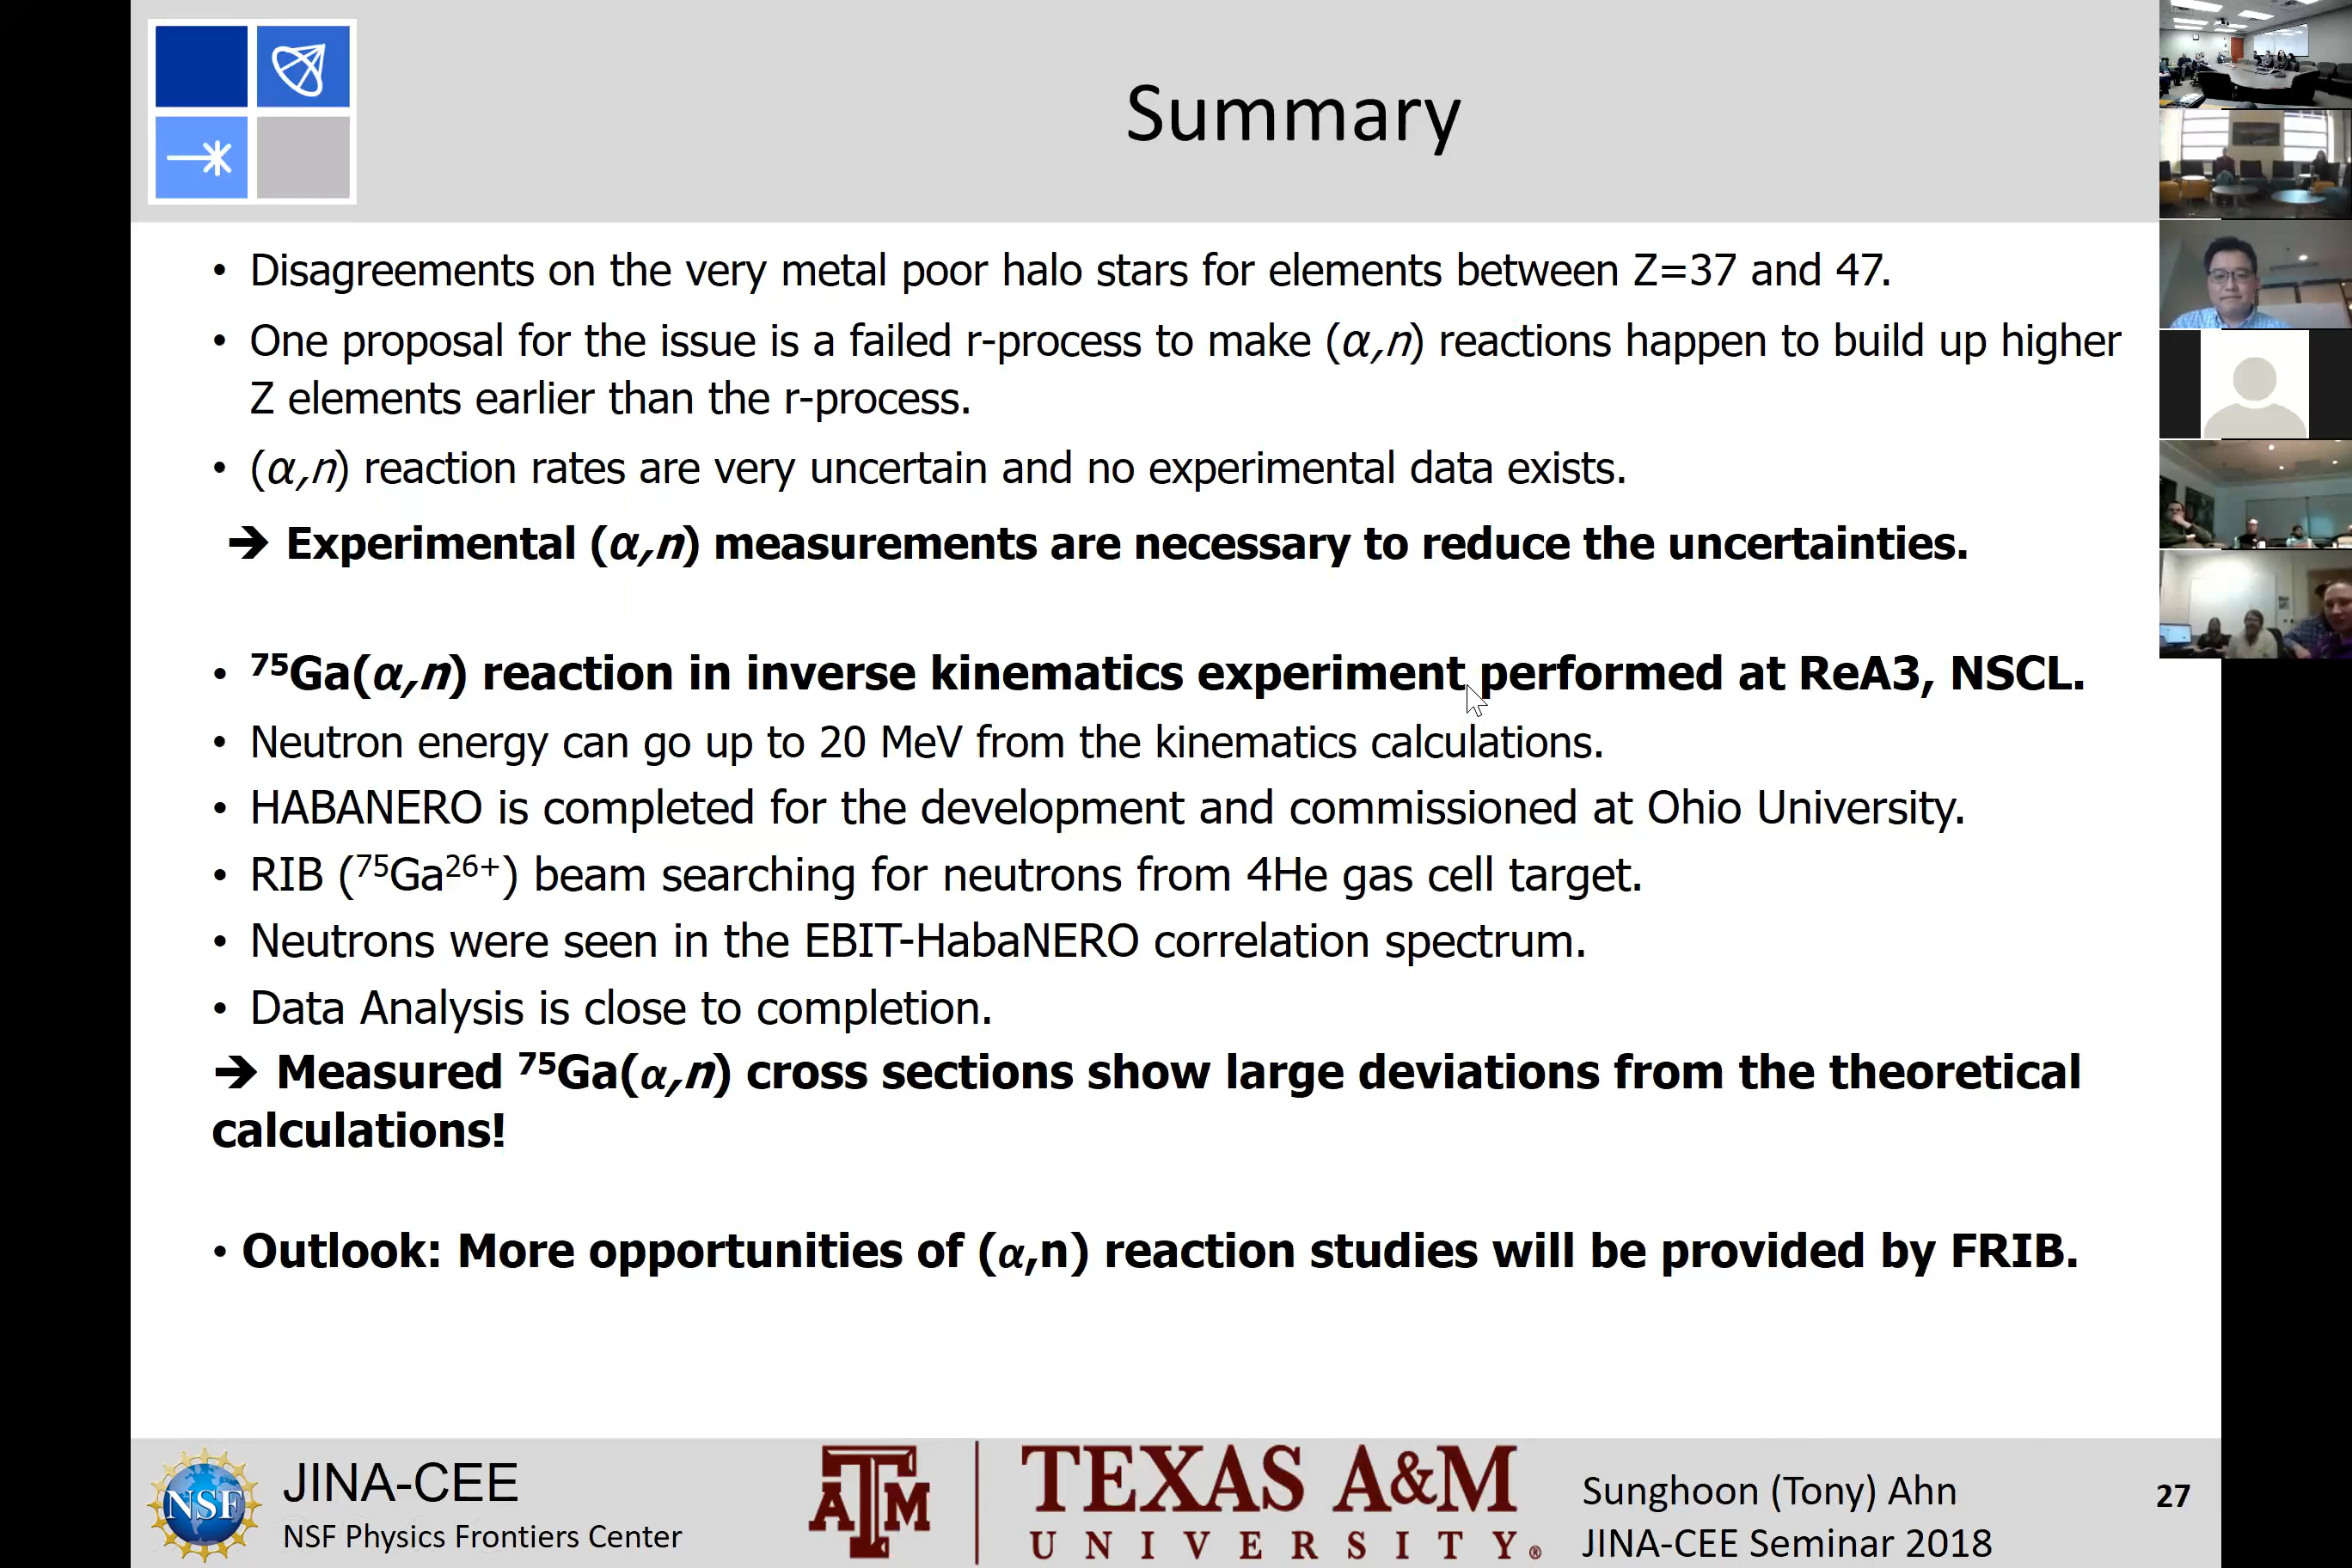 Summary
• Disagreements on the very metal poor halo stars for elements between Z=37 and 47.
• One proposal for the issue is a failed r-process to make (α,n) reactions happen to build up higher
Z elements earlier than the r-process.
• (α,n) reaction rates are very uncertain and no experimental data exists.
➔ Experimental (α,n) measurements are necessary to reduce the uncertainties.
• ⁷⁵Ga(α,n) reaction in inverse kinematics experiment performed at ReA3, NSCL.
• Neutron energy can go up to 20 MeV from the kinematics calculations.
• HABANERO is completed for the development and commissioned at Ohio University.
• RIB (⁷⁵Ga²⁶⁺) beam searching for neutrons from 4He gas cell target.
• Neutrons were seen in the EBIT-HabaNERO correlation spectrum.
• Data Analysis is close to completion.
➔ Measured ⁷⁵Ga(α,n) cross sections show large deviations from the theoretical
calculations!
• Outlook: More opportunities of (α,n) reaction studies will be provided by FRIB.
NSF
JINA-CEE
NSF Physics Frontiers Center
ATM
TEXAS A&M
UNIVERSITY®
Sunghoon (Tony) Ahn
JINA-CEE Seminar 2018
27